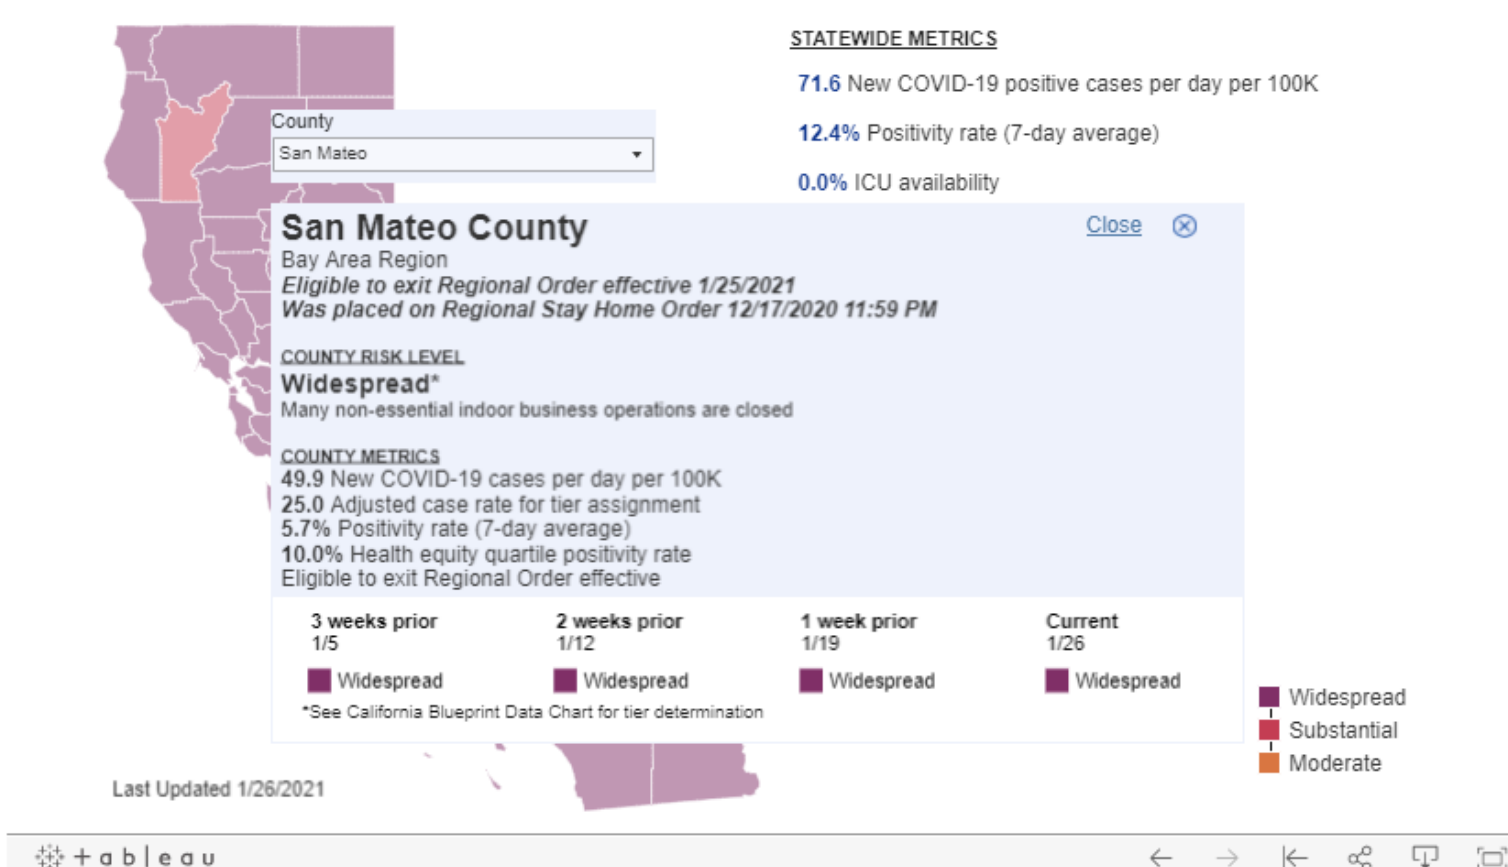 STATEWIDE METRICS
71.6 New COVID-19 positive cases per day per 100K
12.4% Positivity rate (7-day average)
0.0% ICU availability
County
San Mateo
San Mateo County
Close
Bay Area Region
Eligible to exit Regional Order effective 1/25/2021
Was placed on Regional Stay Home Order 12/17/2020 11:59 PM
COUNTY RISK LEVEL
Widespread*
Many non-essential indoor business operations are closed
COUNTY METRICS
49.9 New COVID-19 cases per day per 100K
25.0 Adjusted case rate for tier assignment
5.7% Positivity rate (7-day average)
10.0% Health equity quartile positivity rate
Eligible to exit Regional Order effective
3 weeks prior 2 weeks prior 1 week prior Current
1/5 1/12 1/19 1/26
Widespread Widespread Widespread Widespread
*See California Blueprint Data Chart for tier determination
Widespread
Substantial
Moderate
Last Updated 1/26/2021
+ableau